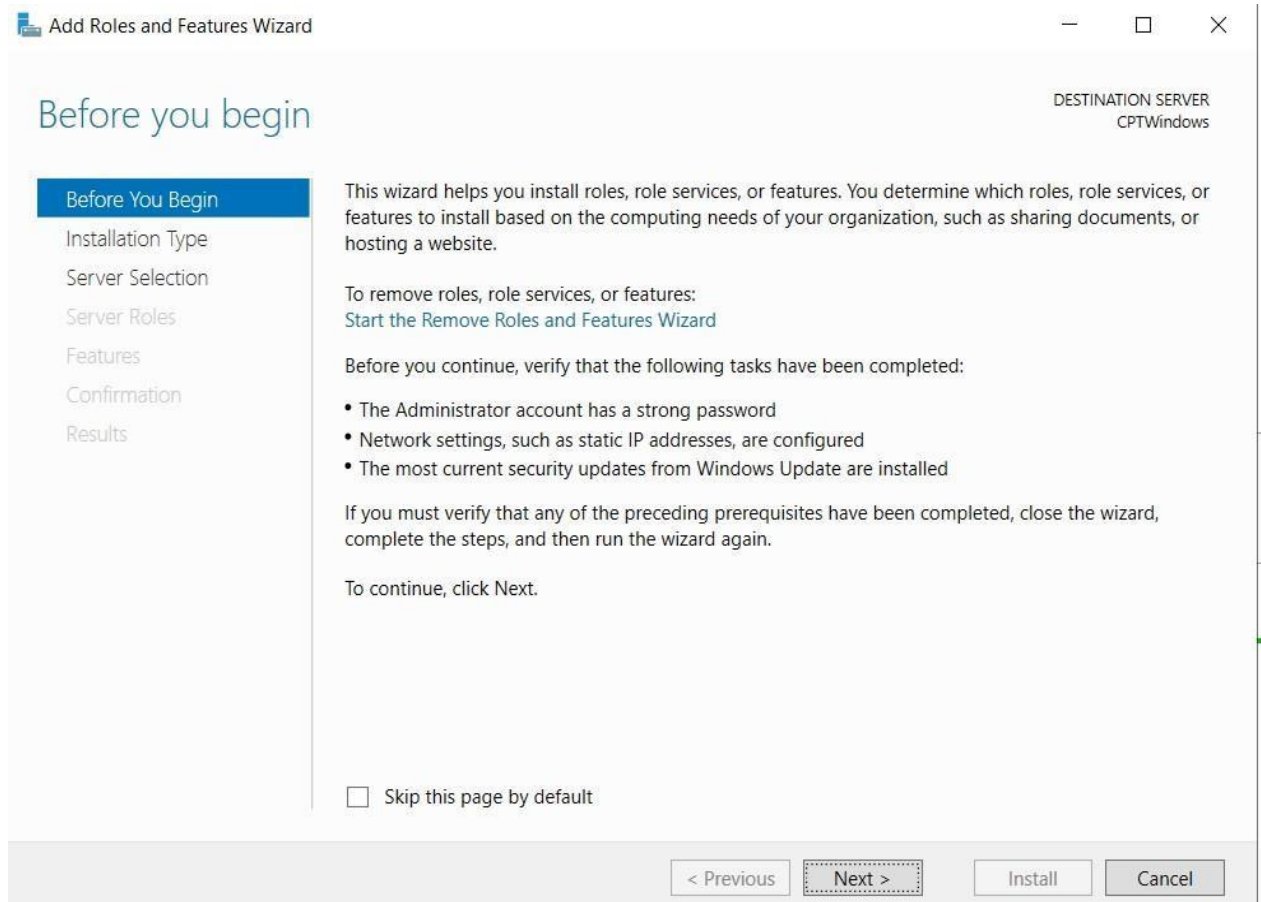 Add Roles and Features Wizard
Before you begin
DESTINATION SERVER
CPTWindows
Before You Begin
Installation Type
Server Selection
Server Roles
Features
Confirmation
Results
This wizard helps you install roles, role services, or features. You determine which roles, role services, or
features to install based on the computing needs of your organization, such as sharing documents, or
hosting a website.
To remove roles, role services, or features:
Start the Remove Roles and Features Wizard
Before you continue, verify that the following tasks have been completed:
• The Administrator account has a strong password
• Network settings, such as static IP addresses, are configured
• The most current security updates from Windows Update are installed
If you must verify that any of the preceding prerequisites have been completed, close the wizard,
complete the steps, and then run the wizard again.
To continue, click Next.
Skip this page by default
< Previous
Next >
Install
Cancel